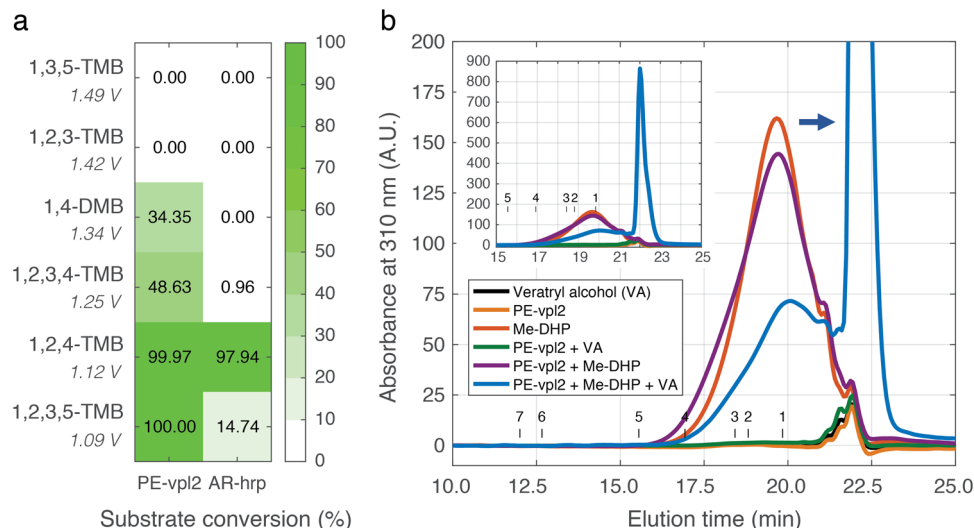 a
1,3,5-TMB
1.49 V
1,2,3-TMB
1.42 V
1,4-DMB
1.34 V
1,2,3,4-TMB
1.25 V
1,2,4-TMB
1.12 V
1,2,3,5-TMB
1.09 V
0.00 0.00
0.00 0.00
34.35 0.00
48.63 0.96
99.97 97.94
100.00 14.74
PE-vpl2 AR-hrp
Substrate conversion (%)
100
90
80
70
60
50
40
30
20
10
0
b
Absorbance at 310 nm (A.U.)
200
175
150
125
100
75
50
25
0
900
800
700
600
500
400
300
200
100
0
5 4 3 2 1
15 17 19 21 23 25
Veratryl alcohol (VA)
PE-vpl2
Me-DHP
PE-vpl2 + VA
PE-vpl2 + Me-DHP
PE-vpl2 + Me-DHP + VA
7 6 5 4 3 2 1
10.0 12.5 15.0 17.5 20.0 22.5 25.0
Elution time (min)